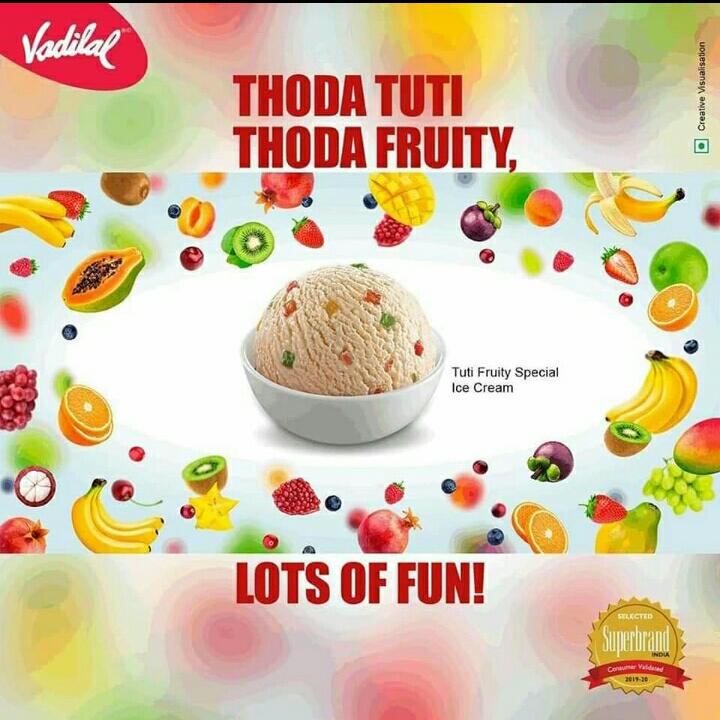 Vadilal
Creative Visualisation
THODA TUTI
THODA FRUITY,
Tuti Fruity Special
Ice Cream
LOTS OF FUN!
SELECTED
Superbrand
INDIA
Consumer Validated
2019-20